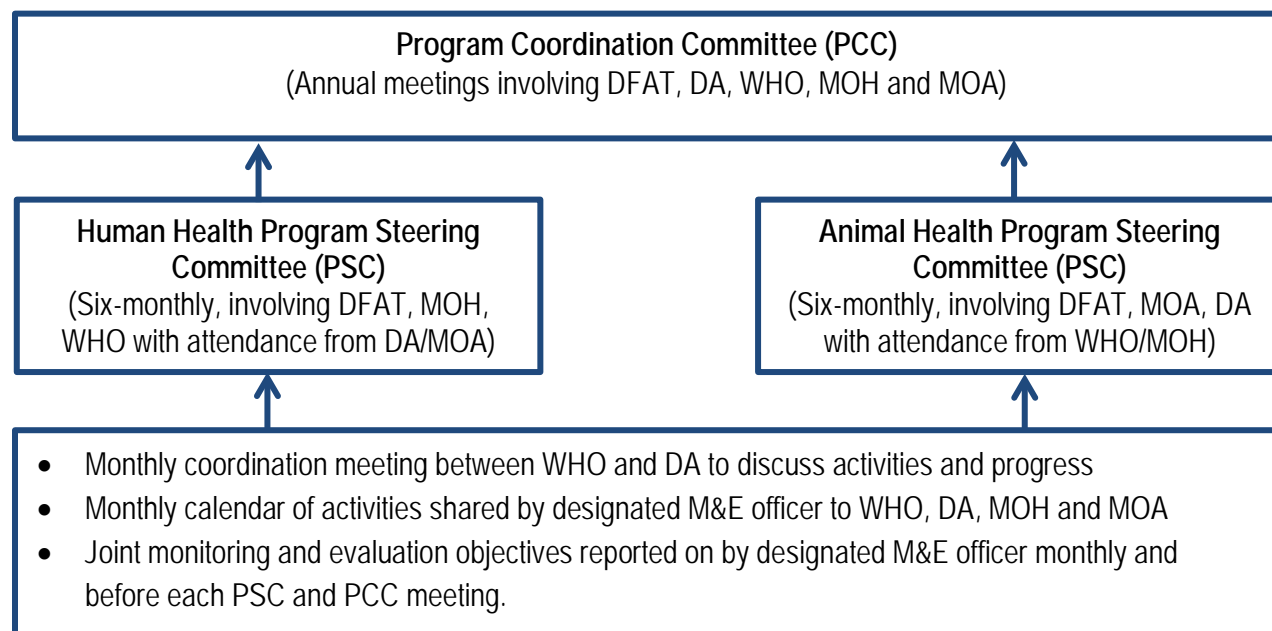 Program Coordination Committee (PCC)
(Annual meetings involving DFAT, DA, WHO, MOH and MOA)
Human Health Program Steering
Committee (PSC)
(Six-monthly, involving DFAT, MOH,
WHO with attendance from DA/MOA)
Animal Health Program Steering
Committee (PSC)
(Six-monthly, involving DFAT, MOA, DA
with attendance from WHO/MOH)
• Monthly coordination meeting between WHO and DA to discuss activities and progress
• Monthly calendar of activities shared by designated M&E officer to WHO, DA, MOH and MOA
• Joint monitoring and evaluation objectives reported on by designated M&E officer monthly and
before each PSC and PCC meeting.